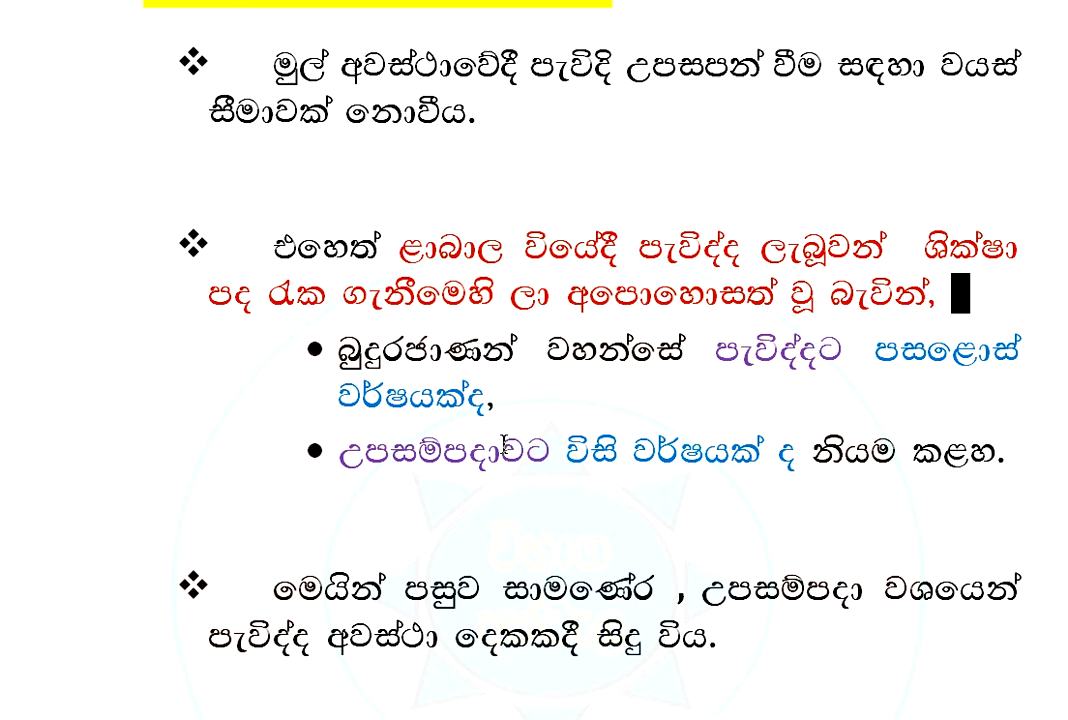 ❖ මුල් අවස්ථාවේදී පැවිදි උපසපන් වීම සඳහා වයස්
සීමාවක් නොවීය.
❖ එහෙත් ළාබාල වියේදී පැවිද්ද ලැබූවන් ශික්ෂා
පද රැක ගැනීමෙහි ලා අපොහොසත් වූ බැවින්,
• බුදුරජාණන් වහන්සේ පැවිද්දට පසළොස්
වර්ෂයක්ද,
• උපසම්පදාවට විසි වර්ෂයක් ද නියම කළහ.
❖ මෙයින් පසුව සාමණේර , උපසම්පදා වශයෙන්
පැවිද්ද අවස්ථා දෙකකදී සිදු විය.